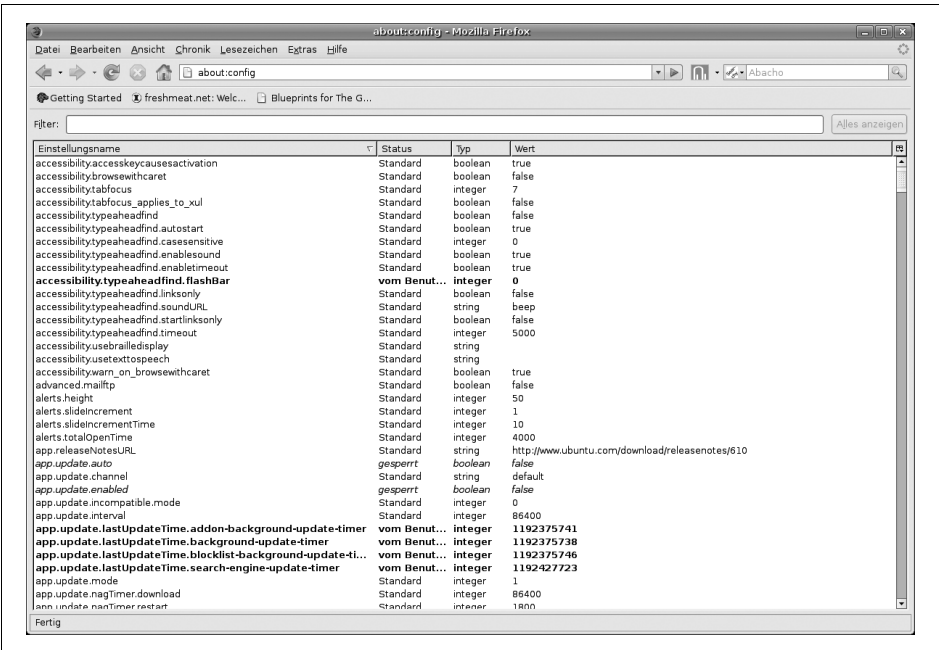 about:config - Mozilla Firefox
Datei Bearbeiten Ansicht Chronik Lesezeichen Extras Hilfe
about:config Abacho
Getting Started freshmeat.net: Welc... Blueprints for The G...
Filter: Alles anzeigen
Einstellungsname Status Typ Wert
accessibility.accesskeycausesactivation Standard boolean true
accessibility.browsewithcaret Standard boolean false
accessibility.tabfocus Standard integer 7
accessibility.tabfocus_applies_to_xul Standard boolean false
accessibility.typeaheadfind Standard boolean false
accessibility.typeaheadfind.autostart Standard boolean true
accessibility.typeaheadfind.casesensitive Standard integer 0
accessibility.typeaheadfind.enablesound Standard boolean true
accessibility.typeaheadfind.enabletimeout Standard boolean true
accessibility.typeaheadfind.flashBar vom Benut... integer 0
accessibility.typeaheadfind.linksonly Standard boolean false
accessibility.typeaheadfind.soundURL Standard string beep
accessibility.typeaheadfind.startlinksonly Standard boolean false
accessibility.typeaheadfind.timeout Standard integer 5000
accessibility.usebrailledisplay Standard string
accessibility.usetexttospeech Standard string
accessibility.warn_on_browsewithcaret Standard boolean true
advanced.mailftp Standard boolean false
alerts.height Standard integer 50
alerts.slideIncrement Standard integer 1
alerts.slideIncrementTime Standard integer 10
alerts.totalOpenTime Standard integer 4000
app.releaseNotesURL Standard string http://www.ubuntu.com/download/releasenotes/610
app.update.auto gesperrt boolean false
app.update.channel Standard string default
app.update.enabled gesperrt boolean false
app.update.incompatible.mode Standard integer 0
app.update.interval Standard integer 86400
app.update.lastUpdateTime.addon-background-update-timer vom Benut... integer 1192375741
app.update.lastUpdateTime.background-update-timer vom Benut... integer 1192375738
app.update.lastUpdateTime.blocklist-background-update-ti... vom Benut... integer 1192375746
app.update.lastUpdateTime.search-engine-update-timer vom Benut... integer 1192427723
app.update.mode Standard integer 1
app.update.nagTimer.download Standard integer 86400
app.update.nagTimer.restart Standard integer 1800
Fertig